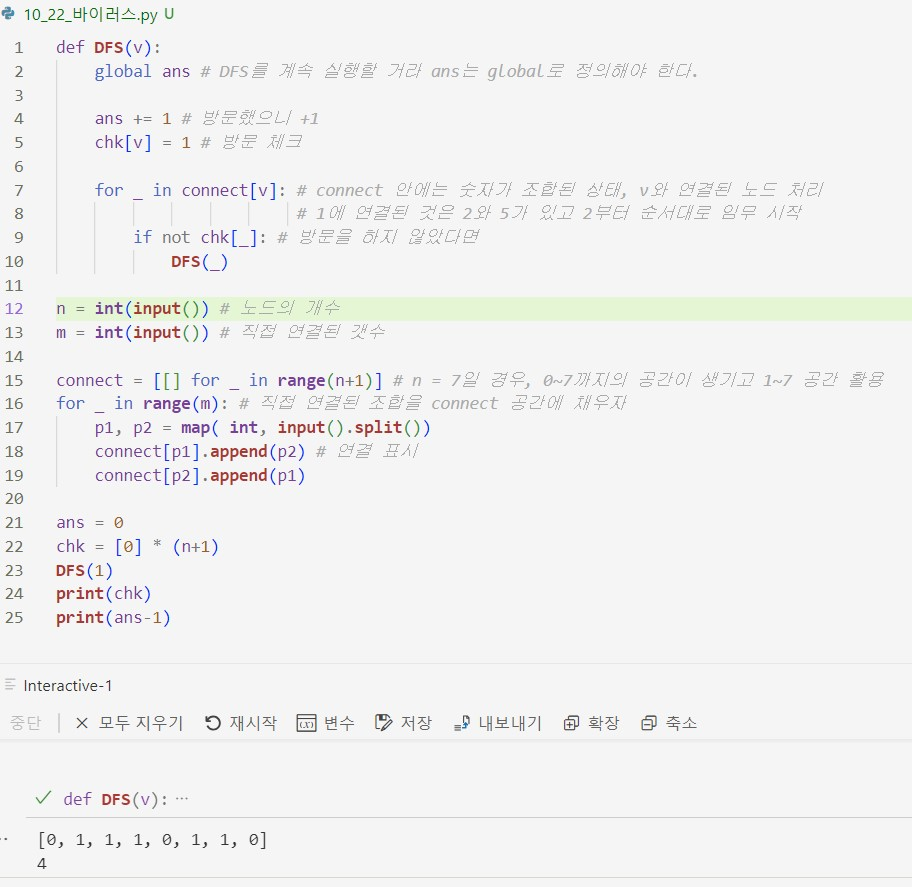 10_22_바이러스.py U
1 def DFS(v):
2 global ans # DFS를 계속 실행할 거라 ans는 global로 정의해야 한다.
3
4 ans += 1 # 방문했으니 +1
5 chk[v] = 1 # 방문 체크
6
7 for _ in connect[v]: # connect 안에는 숫자가 조합된 상태, v와 연결된 노드 처리
8 # 1에 연결된 것은 2와 5가 있고 2부터 순서대로 임무 시작
9 if not chk[_]: # 방문을 하지 않았다면
10 DFS(_)
11
12 n = int(input()) # 노드의 개수
13 m = int(input()) # 직접 연결된 갯수
14
15 connect = [[] for _ in range(n+1)] # n = 7일 경우, 0~7까지의 공간이 생기고 1~7 공간 활용
16 for _ in range(m): # 직접 연결된 조합을 connect 공간에 채우자
17 p1, p2 = map( int, input().split())
18 connect[p1].append(p2) # 연결 표시
19 connect[p2].append(p1)
20
21 ans = 0
22 chk = [0] * (n+1)
23 DFS(1)
24 print(chk)
25 print(ans-1)
Interactive-1
중단 모두 지우기 재시작 변수 저장 내보내기 확장 축소
def DFS(v): ···
[0, 1, 1, 1, 0, 1, 1, 0]
4